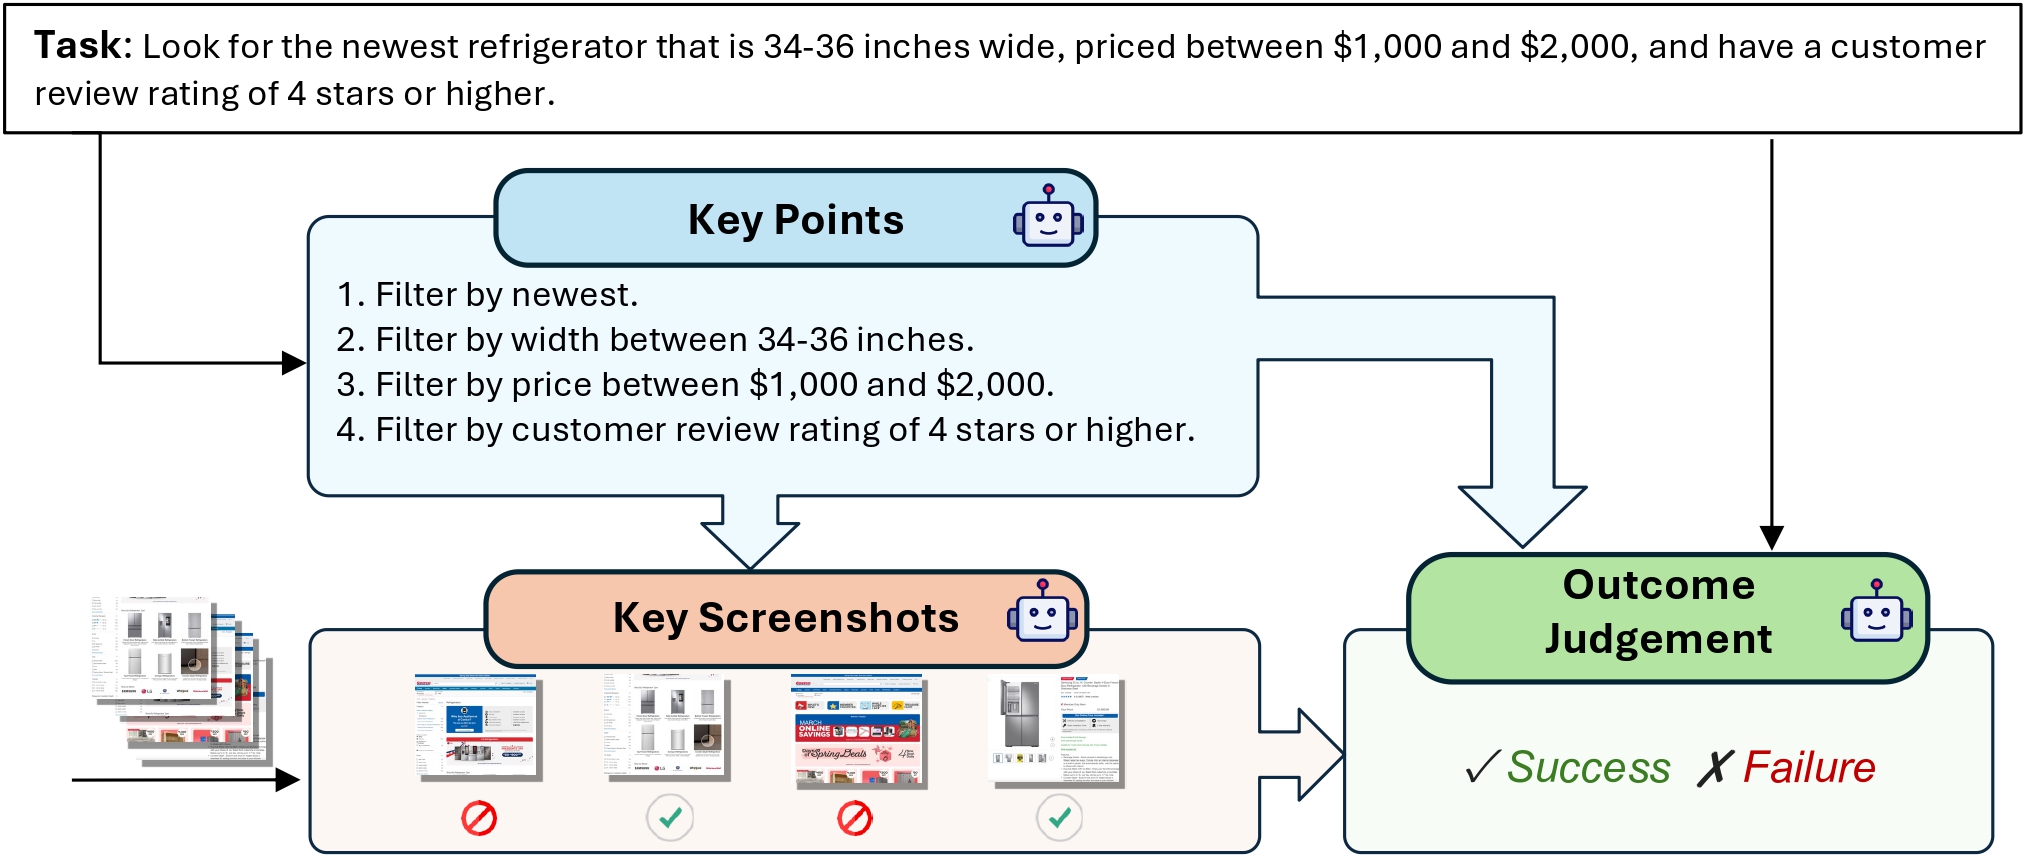 Task: Look for the newest refrigerator that is 34-36 inches wide, priced between $1,000 and $2,000, and have a customer
review rating of 4 stars or higher.
Key Points
1. Filter by newest.
2. Filter by width between 34-36 inches.
3. Filter by price between $1,000 and $2,000.
4. Filter by customer review rating of 4 stars or higher.
Key Screenshots
MARCH
ONLINE
SAVINGS
Spring Deals
Outcome
Judgement
✓ Success ✗ Failure